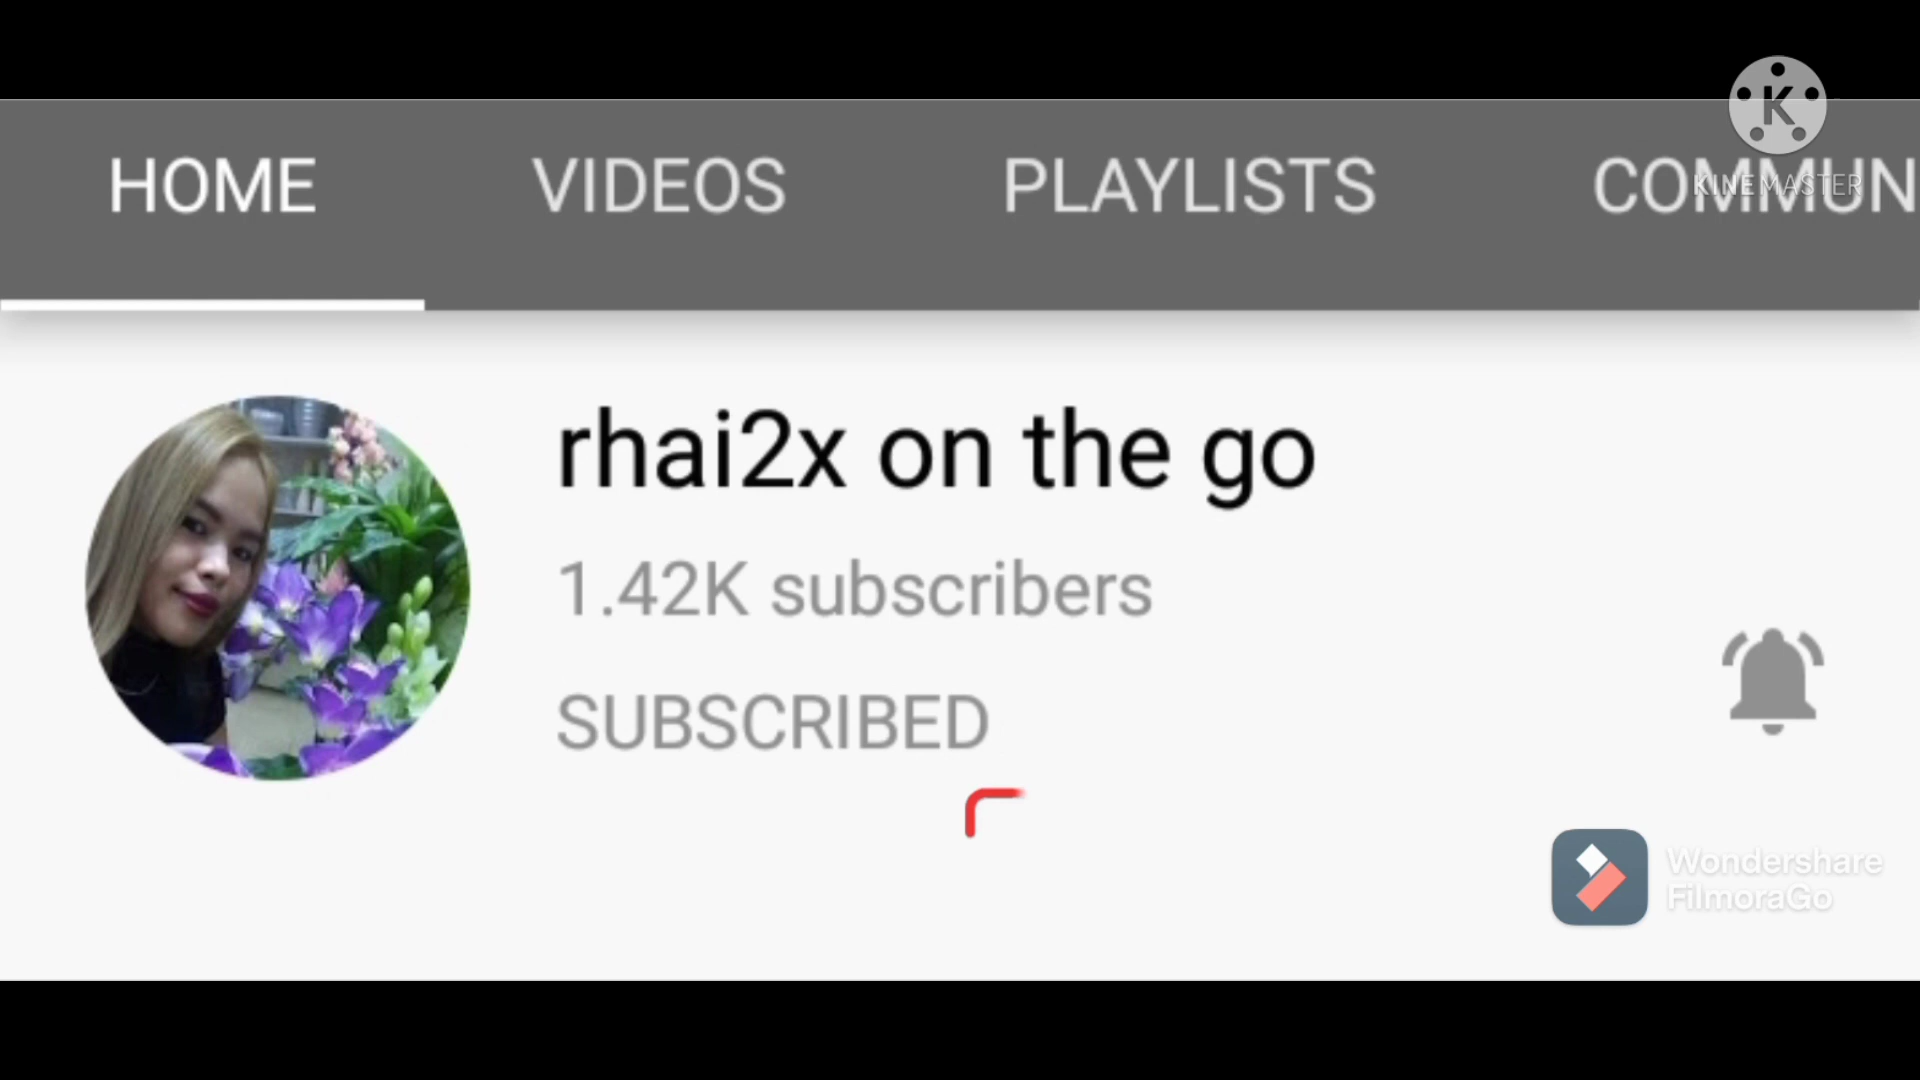 HOME VIDEOS PLAYLISTS COMMUN
K
KINEMASTER
rhai2x on the go
1.42K subscribers
SUBSCRIBED
Wondershare
FilmoraGo